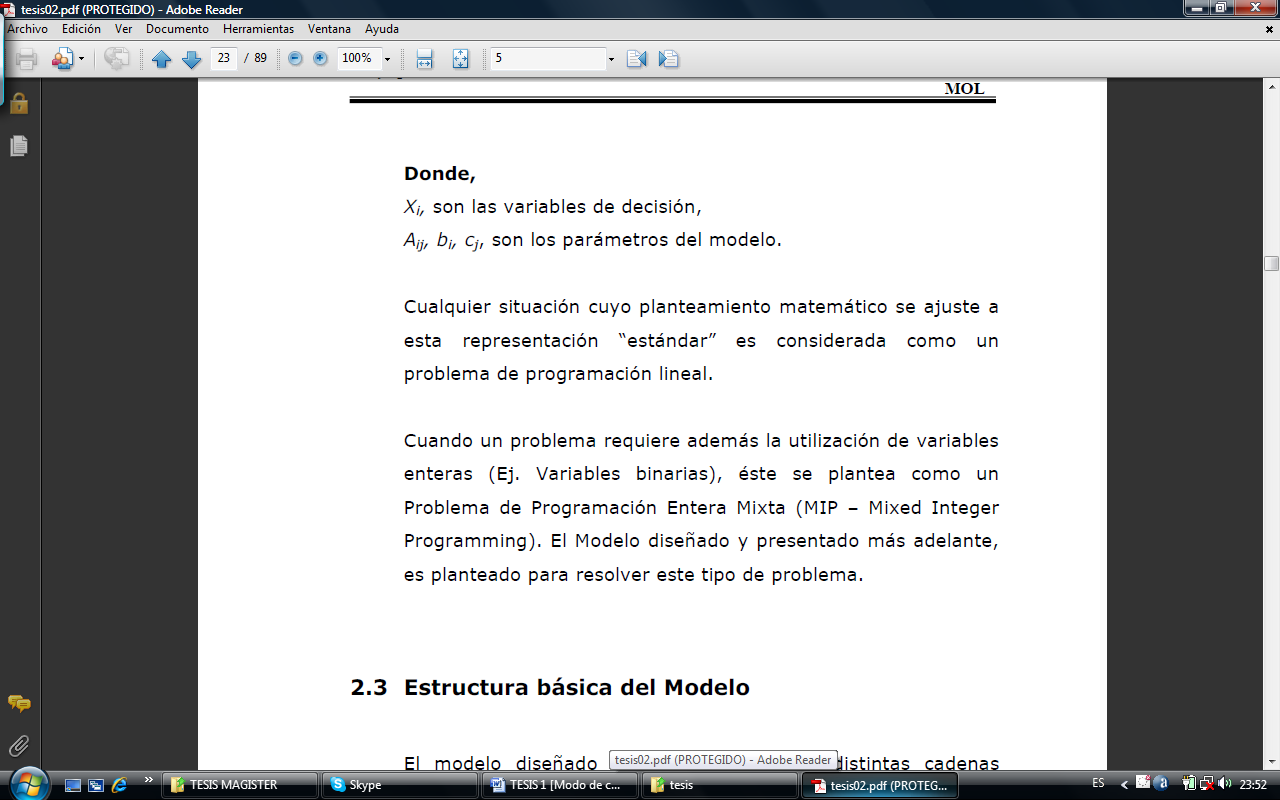 tesis02.pdf (PROTEGIDO) - Adobe Reader
Archivo Edición Ver Documento Herramientas Ventana Ayuda
23 / 89 100% 5
MOL
Donde,
Xi, son las variables de decisión,
Aij, bi, cj, son los parámetros del modelo.
Cualquier situación cuyo planteamiento matemático se ajuste a
esta representación “estándar” es considerada como un
problema de programación lineal.
Cuando un problema requiere además la utilización de variables
enteras (Ej. Variables binarias), éste se plantea como un
Problema de Programación Entera Mixta (MIP – Mixed Integer
Programming). El Modelo diseñado y presentado más adelante,
es planteado para resolver este tipo de problema.
2.3 Estructura básica del Modelo
El modelo diseñado distintas cadenas
tesis02.pdf (PROTEGIDO) - Adobe Reader
TESIS MAGISTER Skype TESIS 1 [Modo de c... tesis tesis02.pdf (PROTEG... ES 23:52